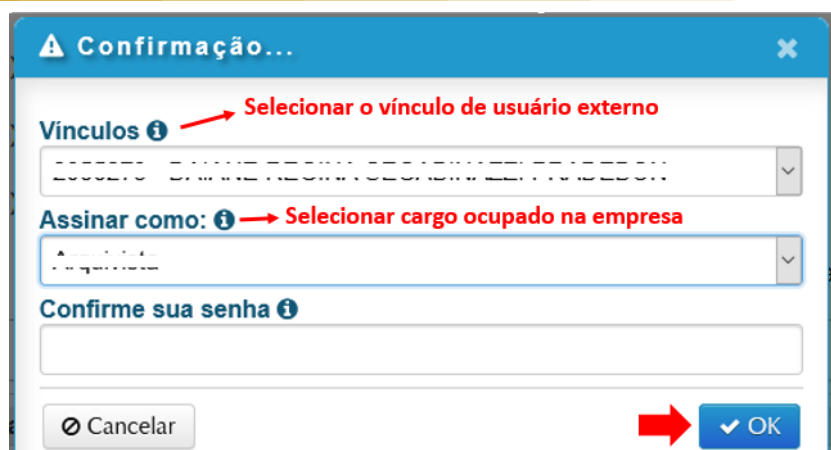 Confirmação...
Selecionar o vínculo de usuário externo
Vínculos
Assinar como:
Selecionar cargo ocupado na empresa
Confirme sua senha
Cancelar
OK